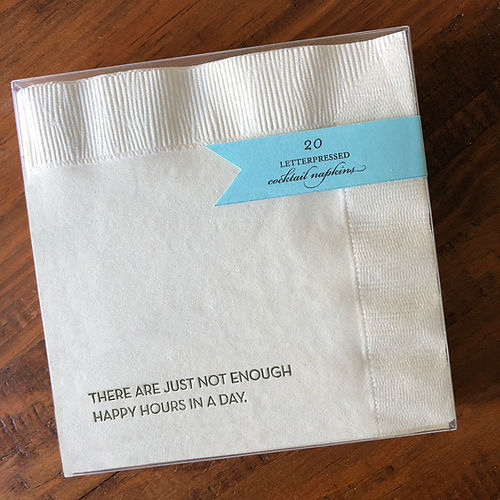 20
LETTERPRESSED
cocktail napkins
THERE ARE JUST NOT ENOUGH
HAPPY HOURS IN A DAY.